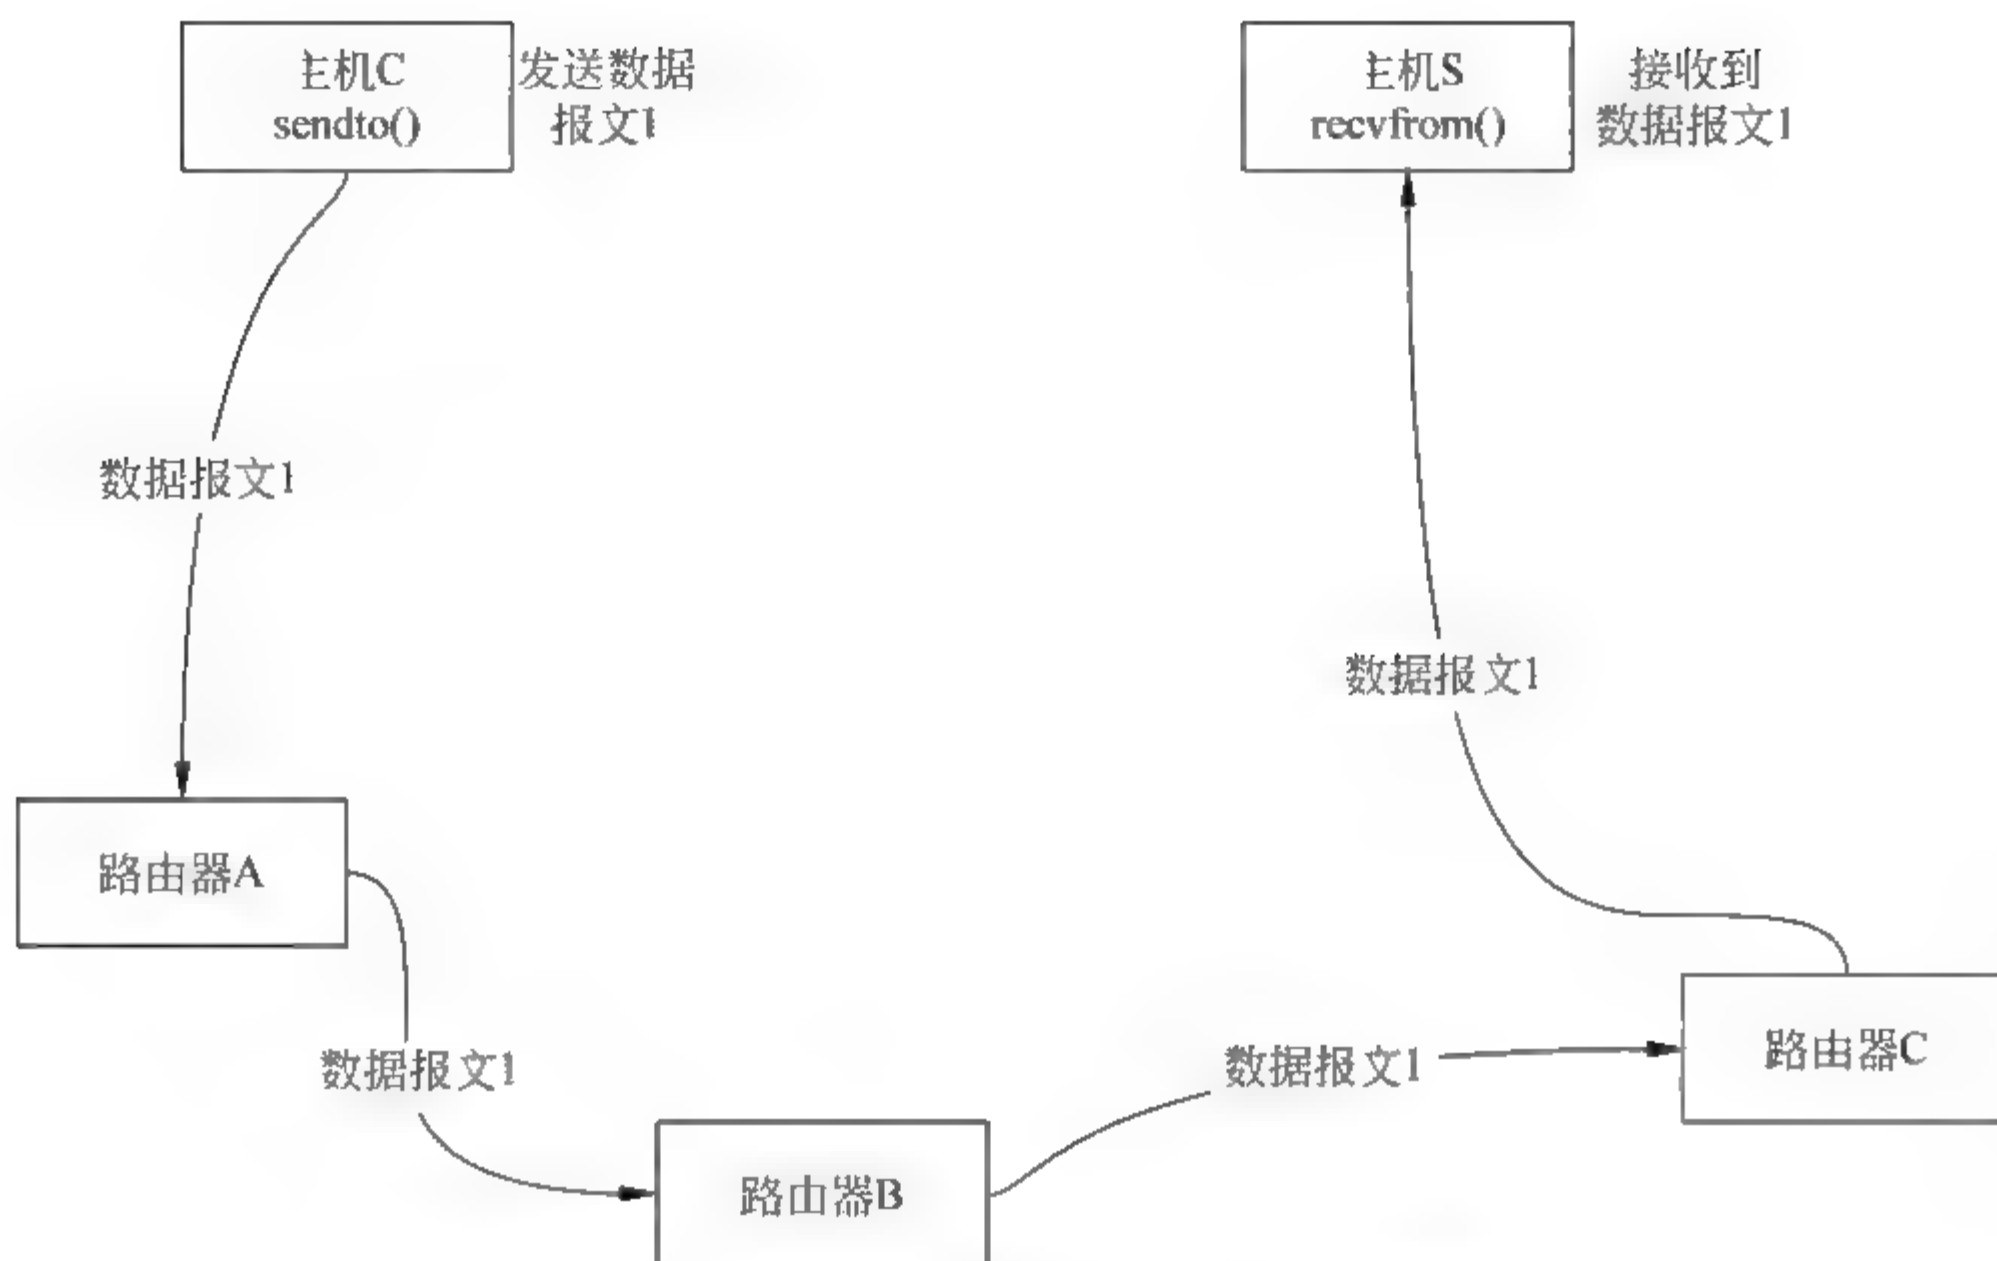 主机C
sendto()
发送数据
报文1
主机S
recvfrom()
接收到
数据报文1
数据报文1
数据报文1
路由器A
路由器C
数据报文1
数据报文1
路由器B